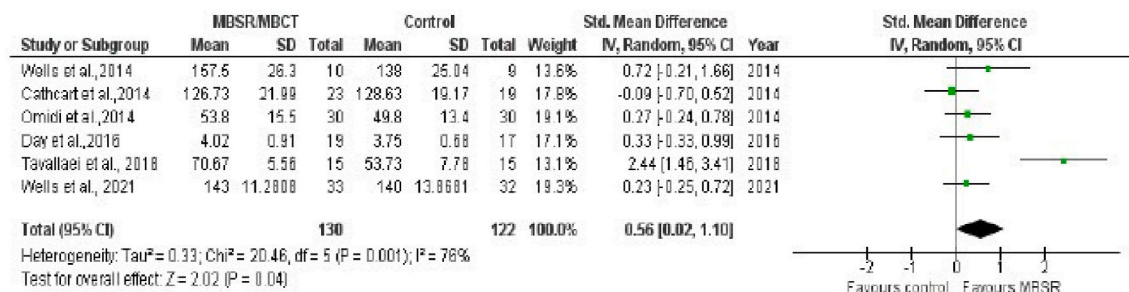 MBSR/MBCT Control Std. Mean Difference Std. Mean Difference
Study or Subgroup Mean SD Total Mean SD Total Weight IV, Random, 95% CI Year IV, Random, 95% CI
Wells et al.,2014 157.5 26.3 10 138 25.04 9 13.6% 0.72 [-0.21, 1.66] 2014
Cathcart et al.,2014 126.73 21.99 23 128.63 19.17 19 17.8% -0.09 [-0.70, 0.52] 2014
Omidi et al.,2014 53.8 15.5 30 49.8 13.4 30 19.1% 0.27 [-0.24, 0.78] 2014
Day et al.,2016 4.02 0.91 19 3.75 0.68 17 17.1% 0.33 [-0.33, 0.99] 2016
Tavallaei et al., 2018 70.67 5.56 15 53.73 7.78 15 13.1% 2.44 [1.46, 3.41] 2018
Wells et al., 2021 143 11.2808 33 140 13.8681 32 19.3% 0.23 [-0.25, 0.72] 2021
Total (95% CI) 130 122 100.0% 0.56 [0.02, 1.10]
Heterogeneity: Tau² = 0.33; Chi² = 20.46, df = 5 (P = 0.001); I² = 76%
Test for overall effect: Z = 2.02 (P = 0.04)
-2 -1 0 1 2
Favours control Favours MBSR